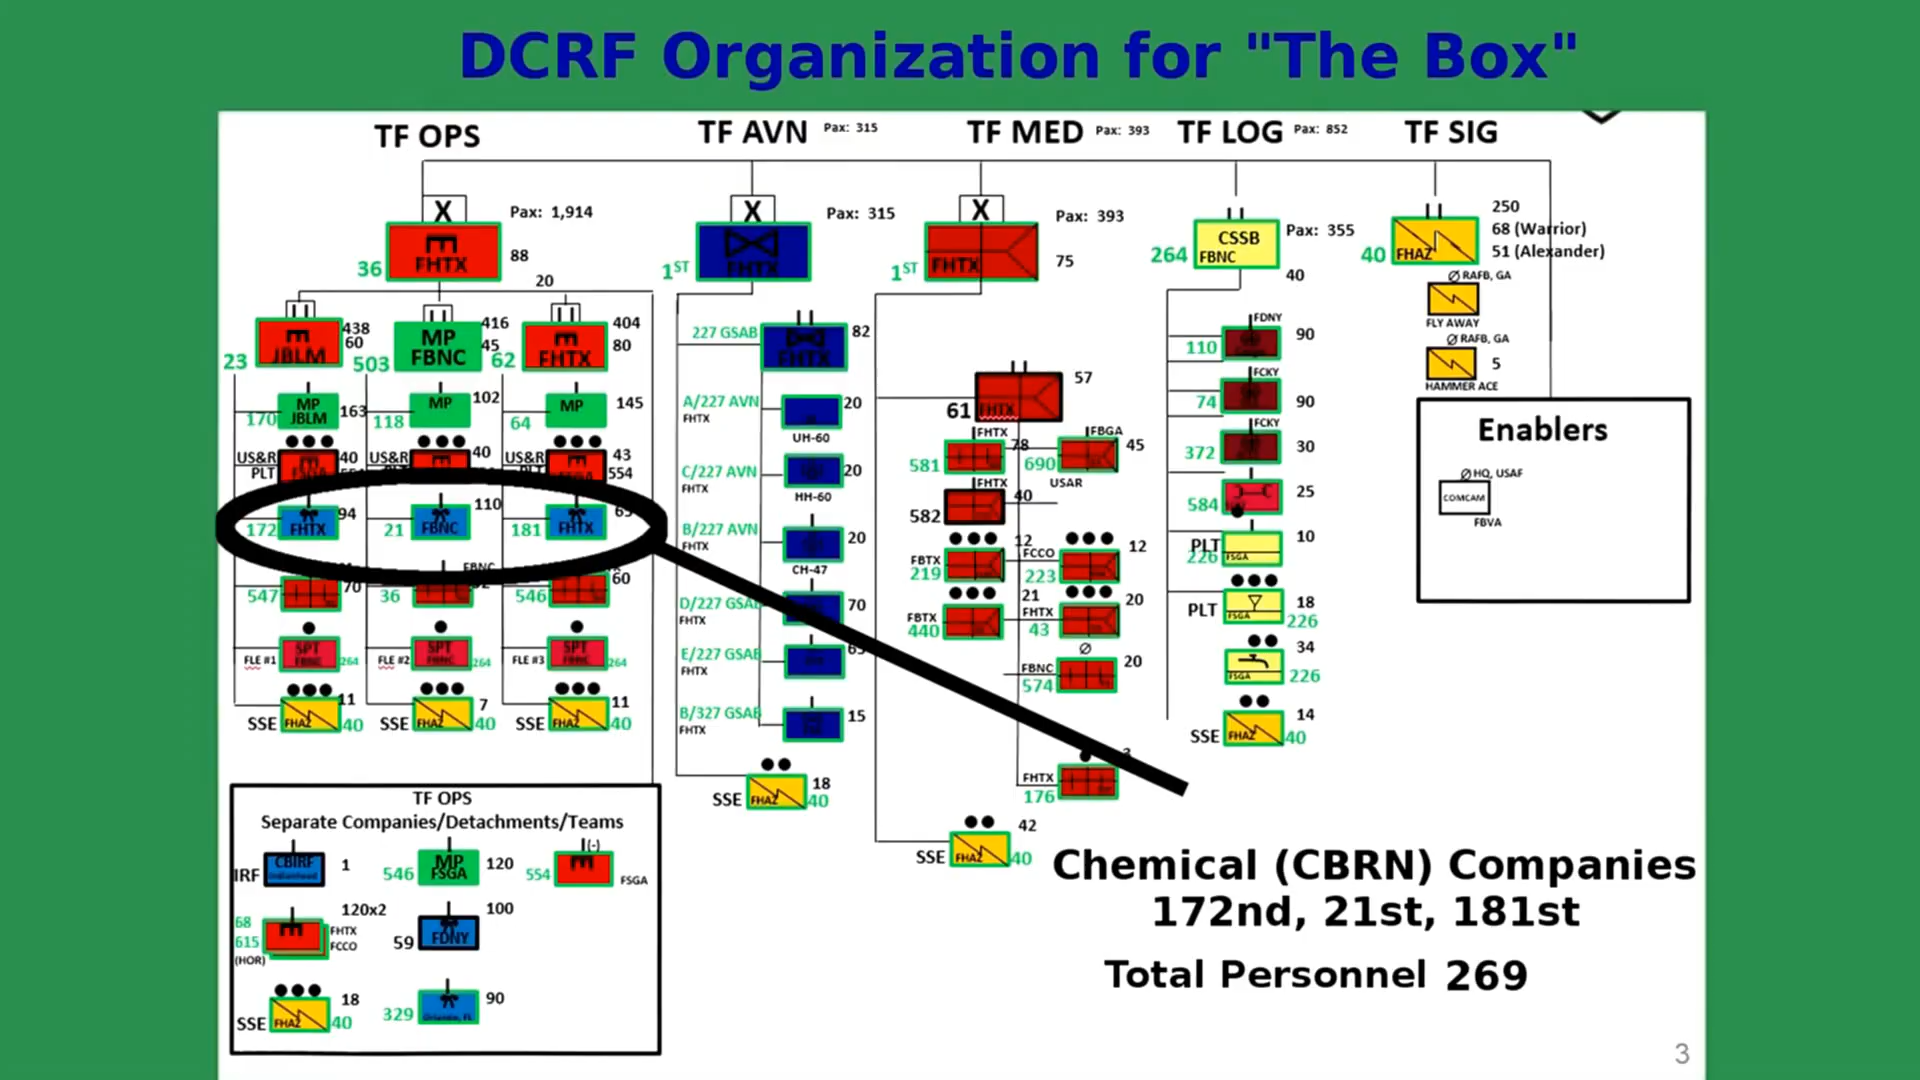 DCRF Organization for "The Box"
TF OPS
TF AVN Pax: 315
TF MED Pax: 393
TF LOG Pax: 852
TF SIG
X
Pax: 1,914
36
FHTX
88
20
438
60
23
JBLM
416
45
503
MP
FBNC
404
80
62
FHTX
170
MP
JBLM
163
118
MP
102
64
MP
145
US&R
PLT
40
US&R
40
US&R
43
554
172
FHTX
94
21
FBNC
110
181
FHTX
547
70
36
FBNC
546
60
FLE #1
SPT
FBNC
264
FLE #2
SPT
FBNC
264
FLE #3
SPT
FBNC
264
SSE
FHAZ
11
40
SSE
FHAZ
7
40
SSE
FHAZ
11
40
TF OPS
Separate Companies/Detachments/Teams
IRF
CBIRF
1
546
MP
FSGA
120
554
(-)
FSGA
68
615
(HOR)
120x2
FHTX
FCCO
59
FDNY
100
SSE
FHAZ
18
40
329
Orlando, FL
90
X
Pax: 315
1ST
FHTX
227 GSAB
FHTX
82
A/227 AVN
FHTX
20
UH-60
C/227 AVN
FHTX
20
HH-60
B/227 AVN
FHTX
20
CH-47
D/227 GSAB
FHTX
70
E/227 GSAB
FHTX
65
B/327 GSAB
FHTX
15
SSE
FHAZ
18
40
X
Pax: 393
1ST
FHTX
75
61
FHTX
57
581
FHTX
78
690
FBGA
45
USAR
582
FHTX
40
FBTX
219
12
FCCO
223
12
FBTX
440
21
FHTX
43
20
FBNC
574
20
FHTX
176
SSE
FHAZ
42
40
264
CSSB
FBNC
Pax: 355
40
110
FDNY
90
74
FCKY
90
372
FCKY
30
584
25
PLT
226
FSGA
10
PLT
FSGA
18
226
34
FSGA
226
SSE
FHAZ
14
40
40
FHAZ
250
68 (Warrior)
51 (Alexander)
RAFB, GA
FLY AWAY
RAFB, GA
5
HAMMER ACE
Enablers
HQ, USAF
COMCAM
FBVA
Chemical (CBRN) Companies
172nd, 21st, 181st
Total Personnel 269
3